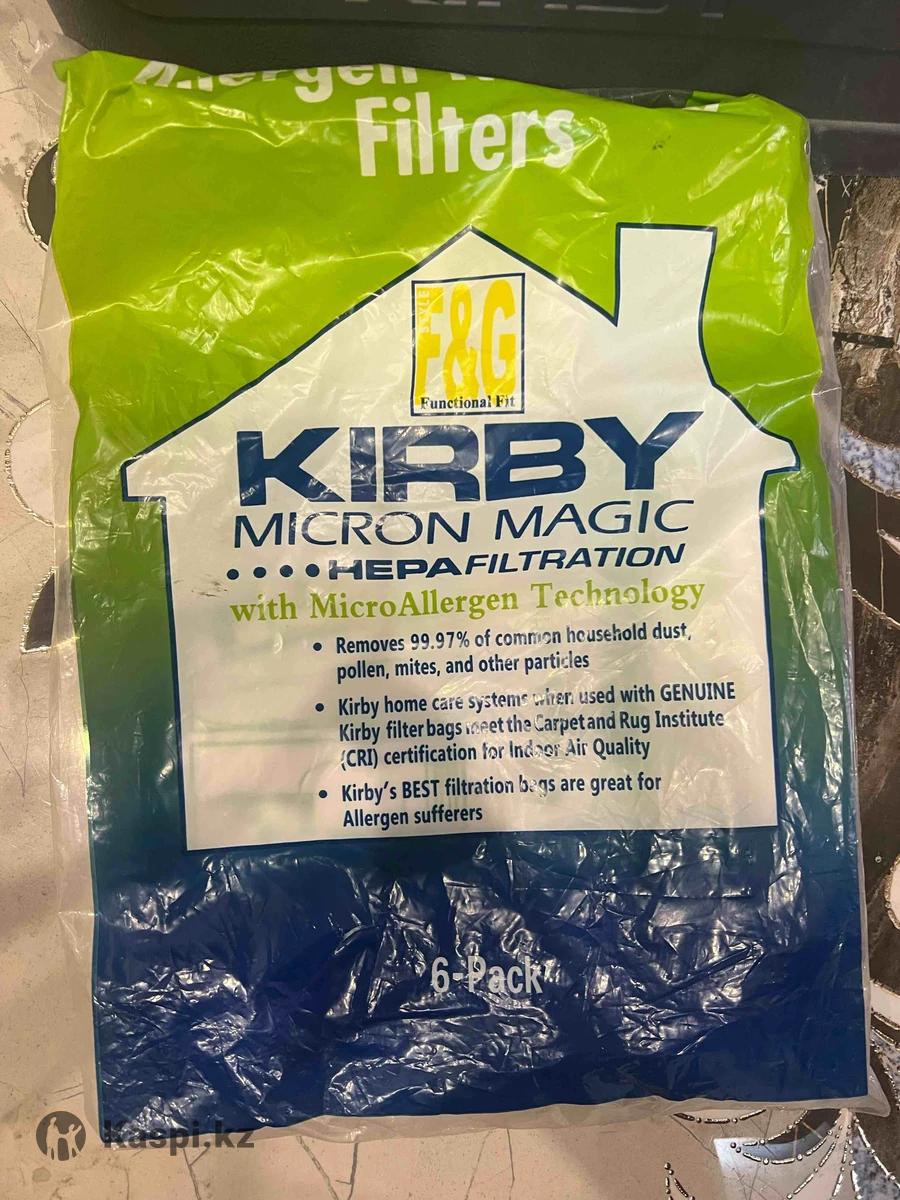 Allergen
Filters
STYLE
F&G
Functional Fit
KIRBY
MICRON MAGIC
HEPAFILTRATION
with MicroAllergen Technology
• Removes 99.97% of common household dust,
pollen, mites, and other particles
• Kirby home care systems when used with GENUINE
Kirby filter bags meet the Carpet and Rug Institute
(CRI) certification for Indoor Air Quality
• Kirby's BEST filtration bags are great for
Allergen sufferers
6-Pack
Kaspi.kz